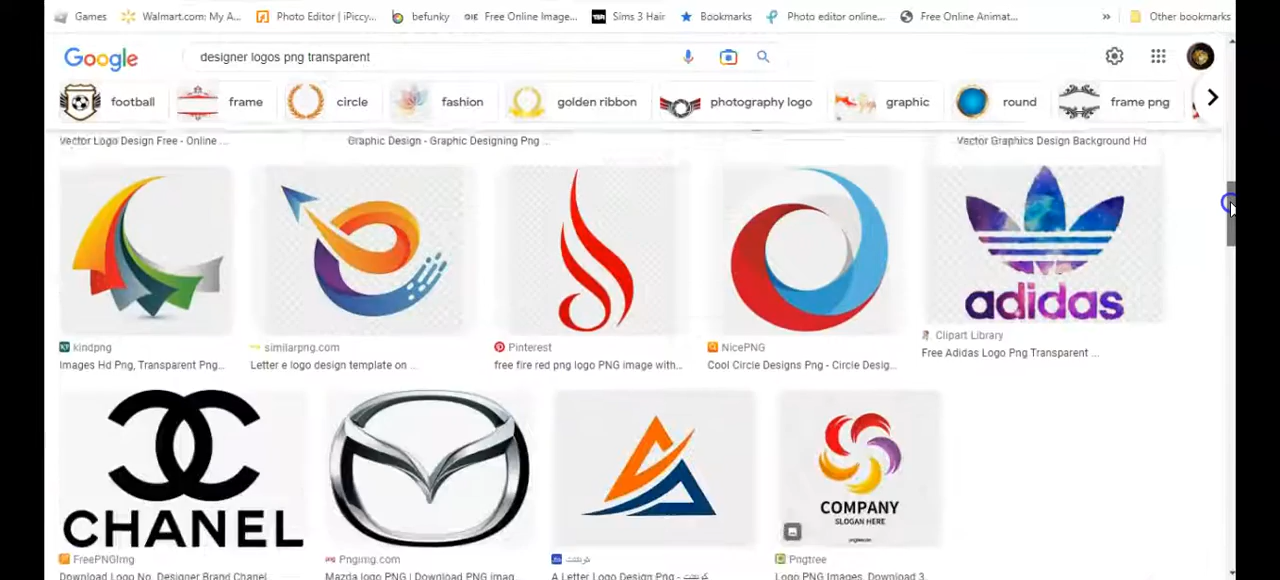 Games Walmart.com: My A... Photo Editor | iPiccy... befunky Free Online Image... Sims 3 Hair Bookmarks Photo editor online... Free Online Animat... » Other bookmarks
Google designer logos png transparent
football frame circle fashion golden ribbon photography logo graphic round frame png
Vector Logo Design Free - Online ... Graphic Design - Graphic Designing Png ... Vector Graphics Design Background Hd
adidas
kindpng similarpng.com Pinterest NicePNG Clipart Library
Images Hd Png, Transparent Png... Letter e logo design template on ... free fire red png logo PNG image with... Cool Circle Designs Png - Circle Desig... Free Adidas Logo Png Transparent ...
CHANEL
COMPANY
SLOGAN HERE
FreePNGImg Pngimg.com Pngtree
Download Logo No. Designer Brand Chanel Mazda logo PNG | Download PNG imag... A Letter Logo Design Png - Logo PNG Images, Download 3.